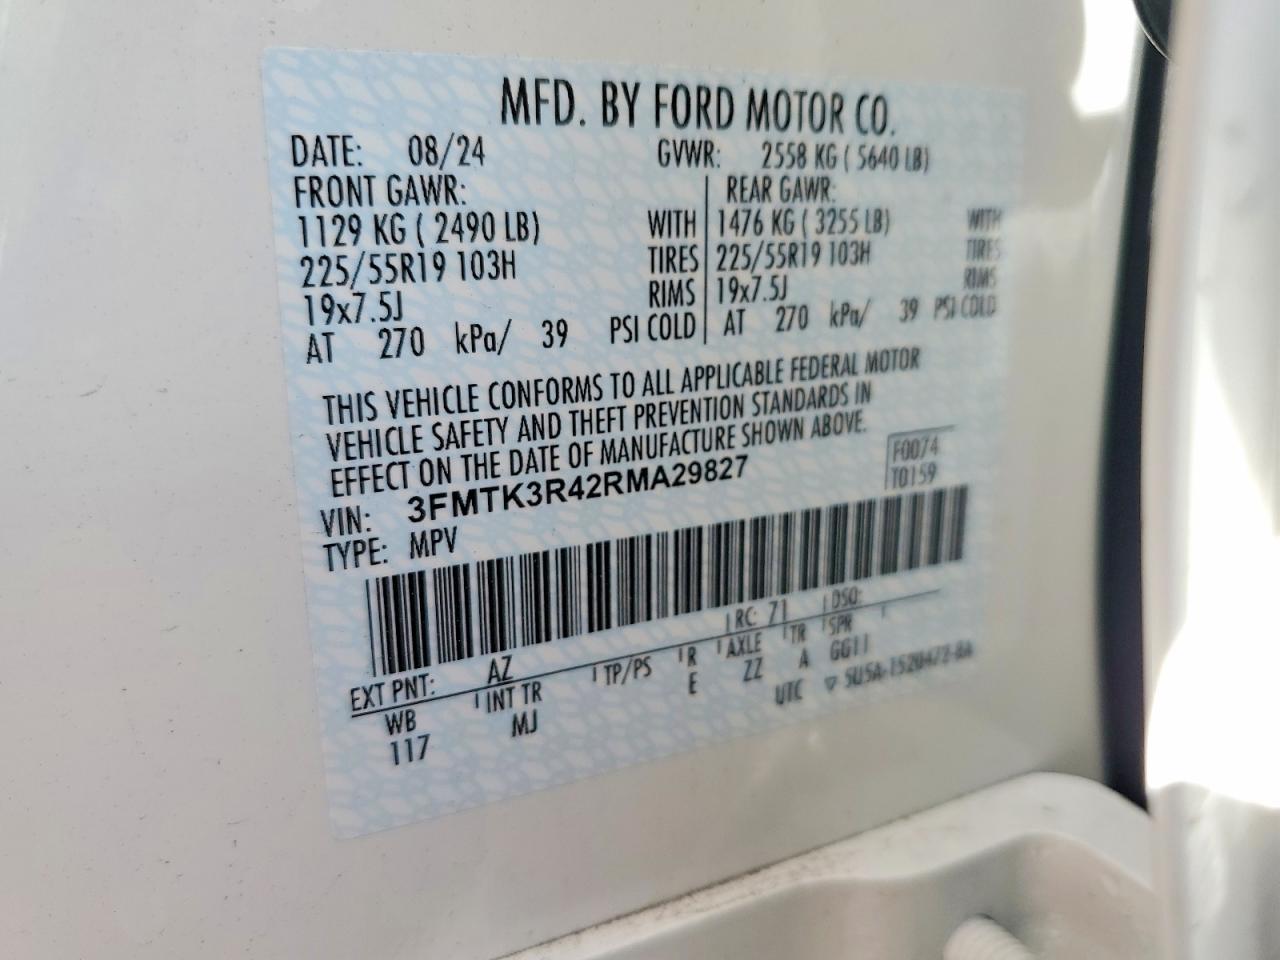 MFD. BY FORD MOTOR CO.
DATE: 08/24 GVWR: 2558 KG ( 5640 LB)
FRONT GAWR: REAR GAWR:
1129 KG ( 2490 LB) WITH 1476 KG ( 3255 LB) WITH
225/55R19 103H TIRES 225/55R19 103H TIRES
19x7.5J RIMS 19x7.5J RIMS
AT 270 kPa/ 39 PSI COLD AT 270 kPa/ 39 PSI COLD
THIS VEHICLE CONFORMS TO ALL APPLICABLE FEDERAL MOTOR
VEHICLE SAFETY AND THEFT PREVENTION STANDARDS IN
EFFECT ON THE DATE OF MANUFACTURE SHOWN ABOVE.
F0074
T0159
VIN: 3FMTK3R42RMA29827
TYPE: MPV
EXT PNT: AZ RC: 71 DSO:
WB INT TR TP/PS R AXLE TR SPR
117 MJ E ZZ A GG11
UTC ▽ SU5A-1520472-BA